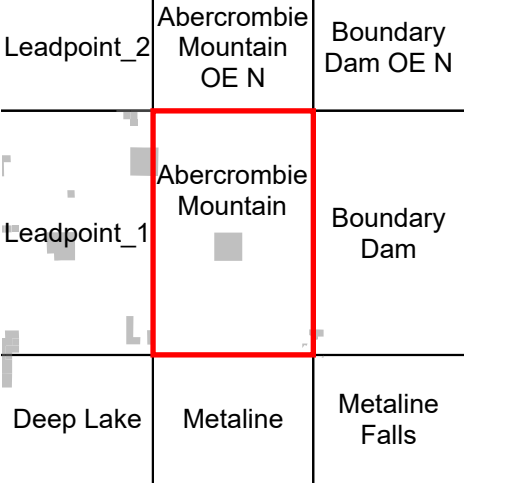 Leadpoint_2
Abercrombie
Mountain
OE N
Boundary
Dam OE N
Leadpoint_1
Abercrombie
Mountain
Boundary
Dam
Deep Lake
Metaline
Metaline
Falls